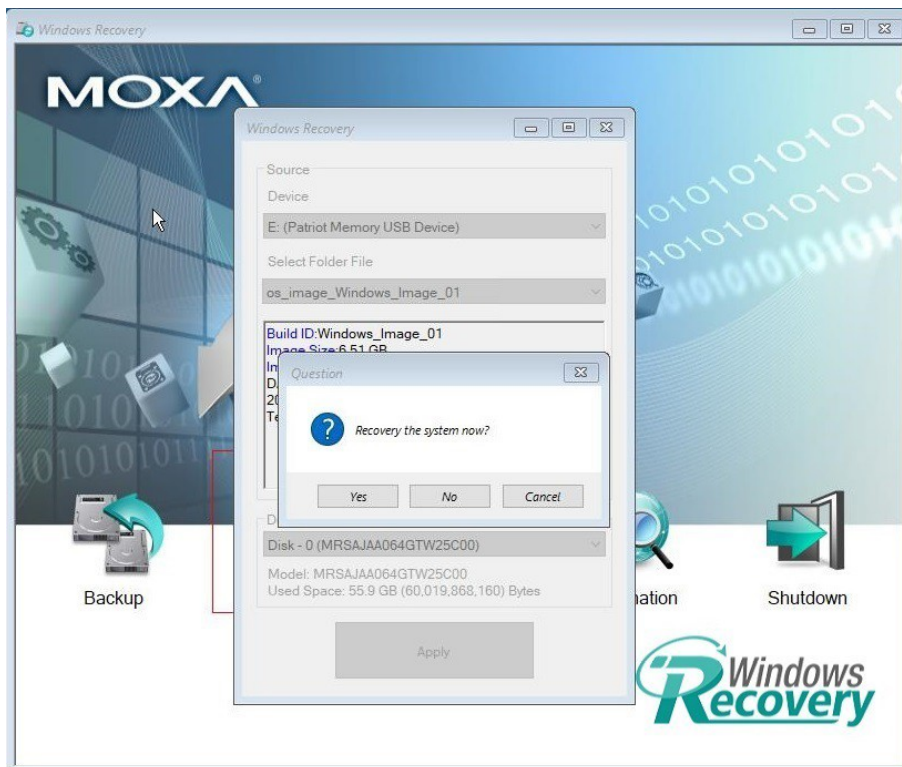 Windows Recovery
MOXA®
Windows Recovery
Source
Device
E: (Patriot Memory USB Device)
Select Folder File
os_image_Windows_Image_01
Build ID:Windows_Image_01
Image Size:6.51 GB
Question
Recovery the system now?
Yes No Cancel
Disk - 0 (MRSAJAA064GTW25C00)
Model: MRSAJAA064GTW25C00
Used Space: 55.9 GB (60,019,868,160) Bytes
Apply
Backup
Shutdown
Windows
Recovery